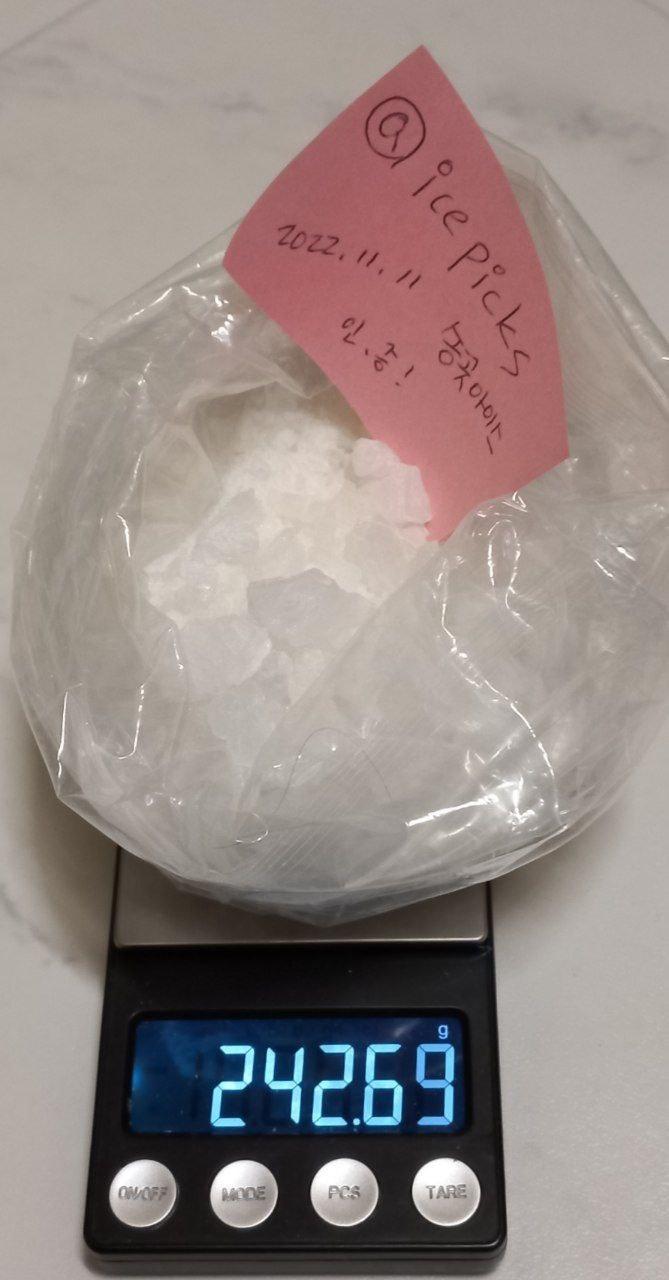 @icepicks
2022.11.11
인.증!
g
242.69
ON/OFF
MODE
PCS
TARE